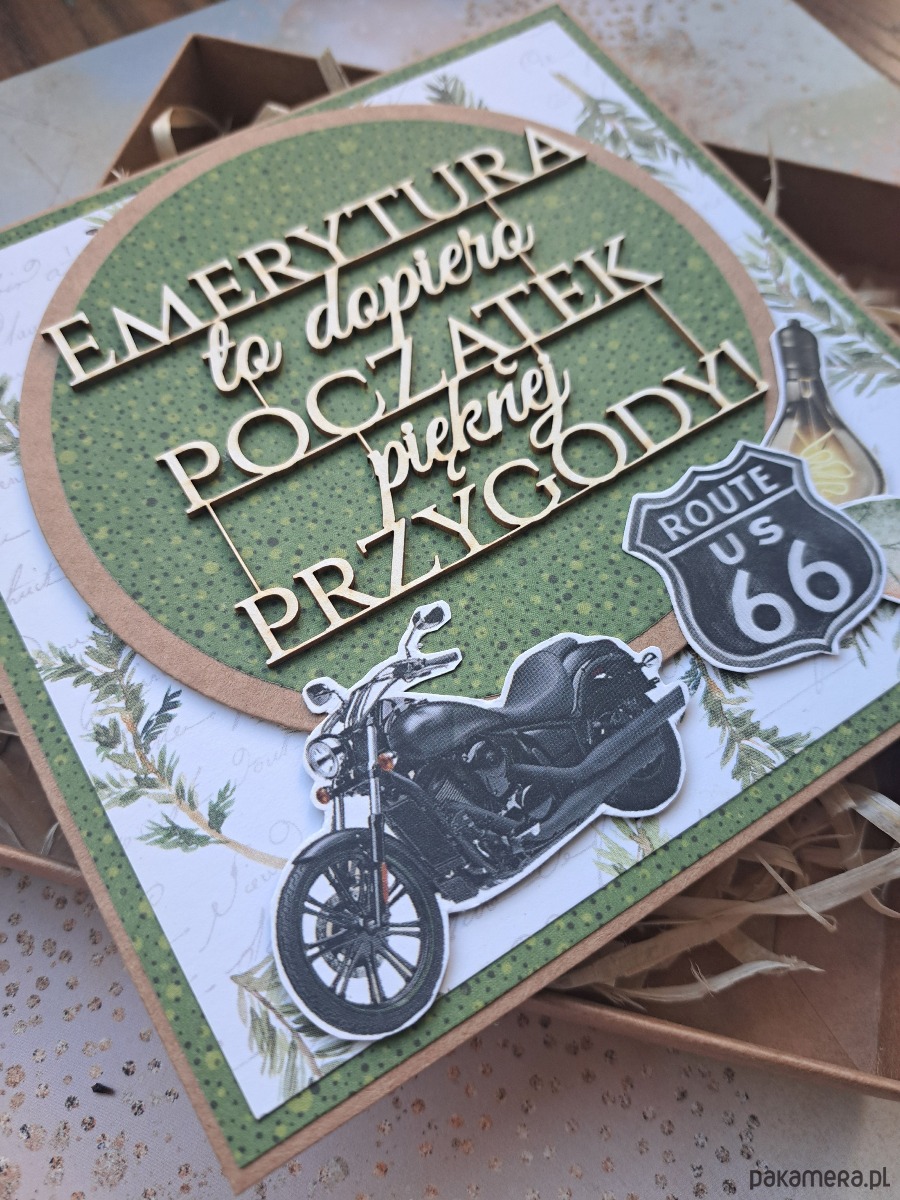 EMERYTURA
to dopiero
POCZĄTEK
pięknej
PRZYGODY!
ROUTE
US
66
pakamera.pl